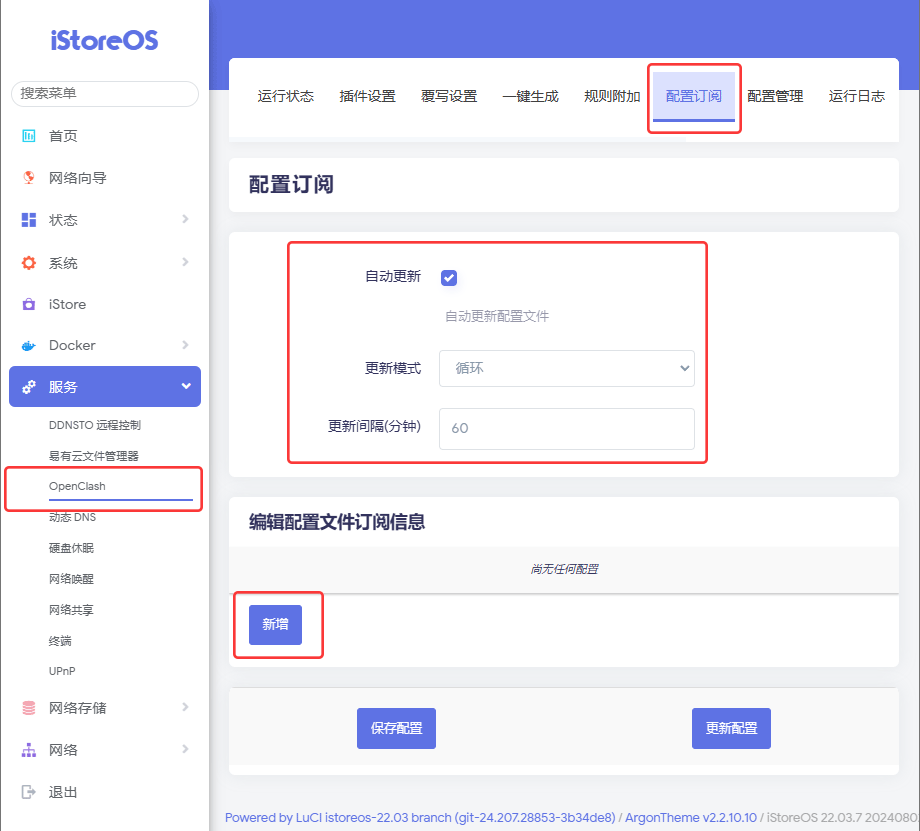 iStoreOS
搜索菜单
首页
网络向导
状态
系统
iStore
Docker
服务
DDNSTO 远程控制
易有云文件管理器
OpenClash
动态 DNS
硬盘休眠
网络唤醒
网络共享
终端
UPnP
网络存储
网络
退出
运行状态 插件设置 覆写设置 一键生成 规则附加 配置订阅 配置管理 运行日志
配置订阅
自动更新
自动更新配置文件
更新模式 循环
更新间隔(分钟) 60
编辑配置文件订阅信息
尚无任何配置
新增
保存配置 更新配置
Powered by LuCI istoreos-22.03 branch (git-24.207.28853-3b34de8) / ArgonTheme v2.2.10.10 / iStoreOS 22.03.7 2024080